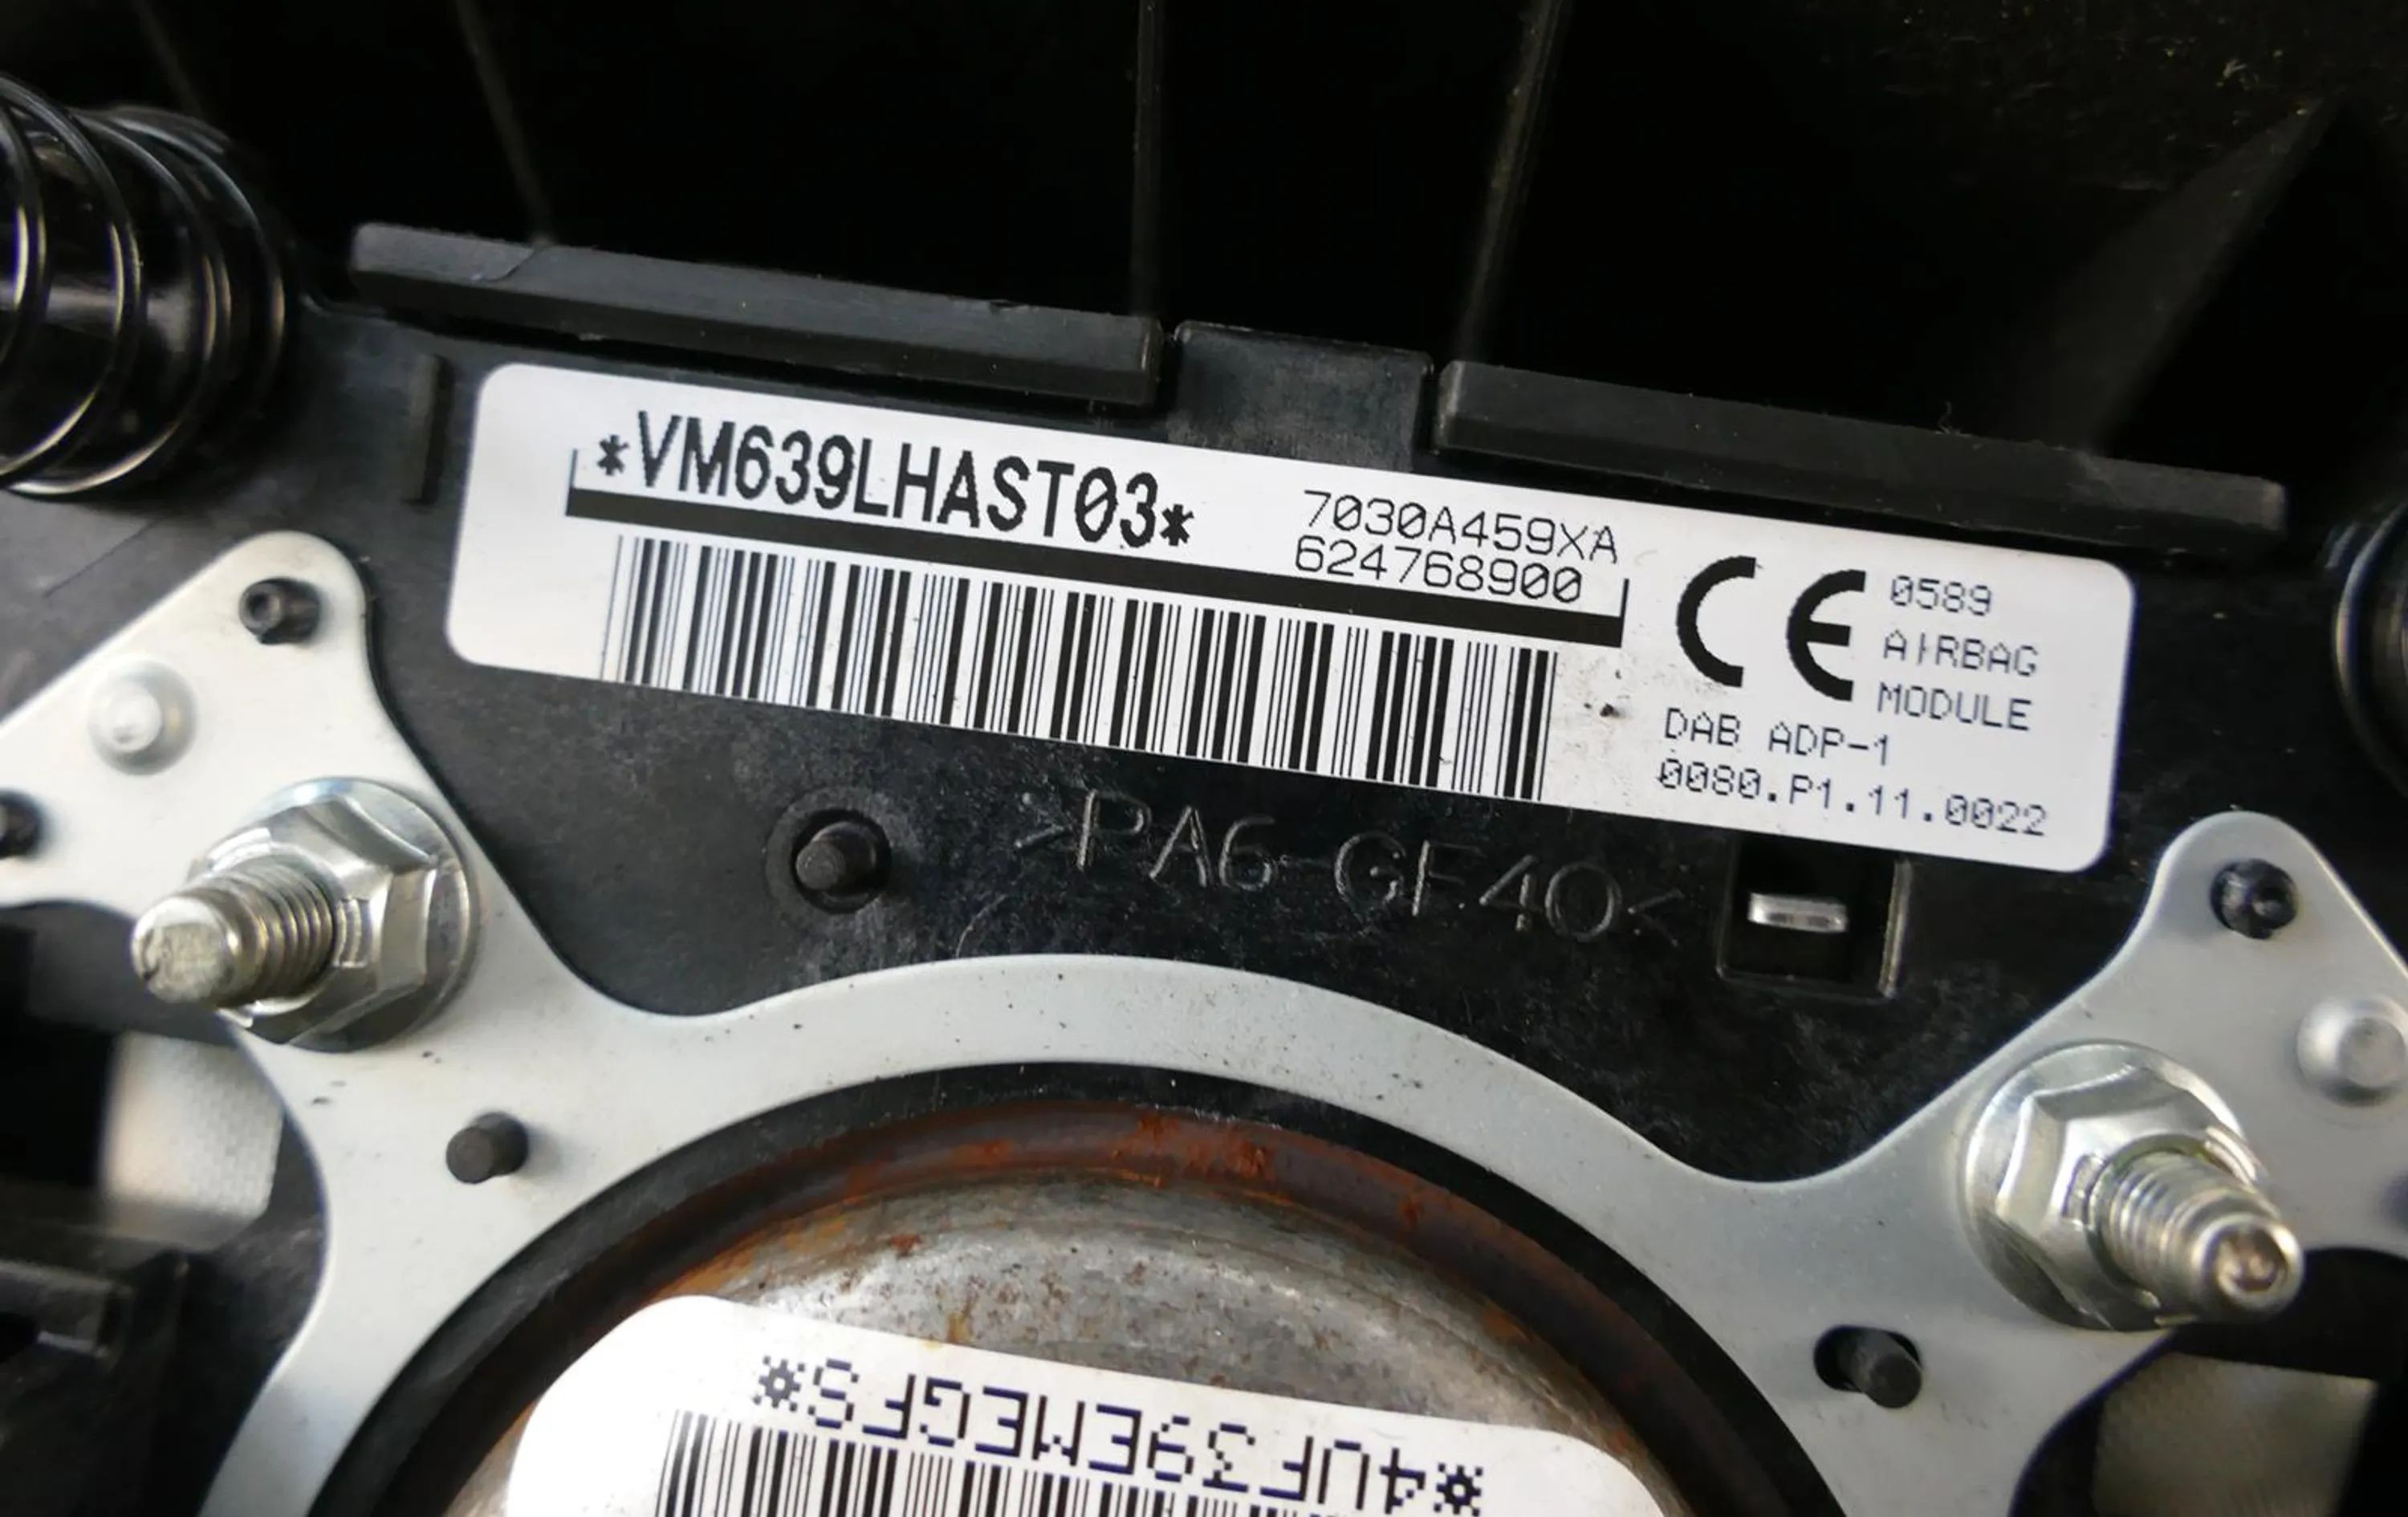 *VM639LHAST03*
7030A459XA
624768900
CE 0589
AIRBAG
MODULE
DAB ADP-1
0080.P1.11.0022
>PA6-GF40<
*4UF39EMEGFS*